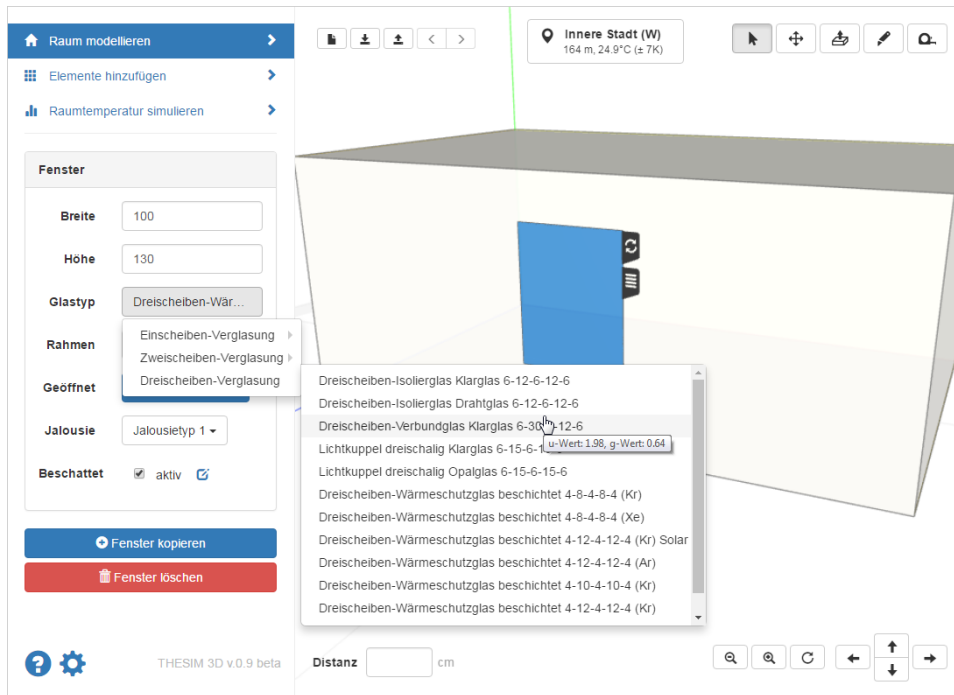 Raum modellieren
Elemente hinzufügen
Raumtemperatur simulieren
Innere Stadt (W)
164 m, 24.9°C (± 7K)
Fenster
Breite 100
Höhe 130
Glastyp Dreischeiben-Wär...
Rahmen
Einscheiben-Verglasung
Zweischeiben-Verglasung
Dreischeiben-Verglasung
Geöffnet
Jalousie Jalousietyp 1
Beschattet aktiv
Fenster kopieren
Fenster löschen
Dreischeiben-Isolierglas Klarglas 6-12-6-12-6
Dreischeiben-Isolierglas Drahtglas 6-12-6-12-6
Dreischeiben-Verbundglas Klarglas 6-30-6-12-6
u-Wert: 1.98, g-Wert: 0.64
Lichtkuppel dreischalig Klarglas 6-15-6-15-6
Lichtkuppel dreischalig Opalglas 6-15-6-15-6
Dreischeiben-Wärmeschutzglas beschichtet 4-8-4-8-4 (Kr)
Dreischeiben-Wärmeschutzglas beschichtet 4-8-4-8-4 (Xe)
Dreischeiben-Wärmeschutzglas beschichtet 4-12-4-12-4 (Kr) Solar
Dreischeiben-Wärmeschutzglas beschichtet 4-12-4-12-4 (Ar)
Dreischeiben-Wärmeschutzglas beschichtet 4-10-4-10-4 (Kr)
Dreischeiben-Wärmeschutzglas beschichtet 4-12-4-12-4 (Kr)
THESIM 3D v.0.9 beta
Distanz cm